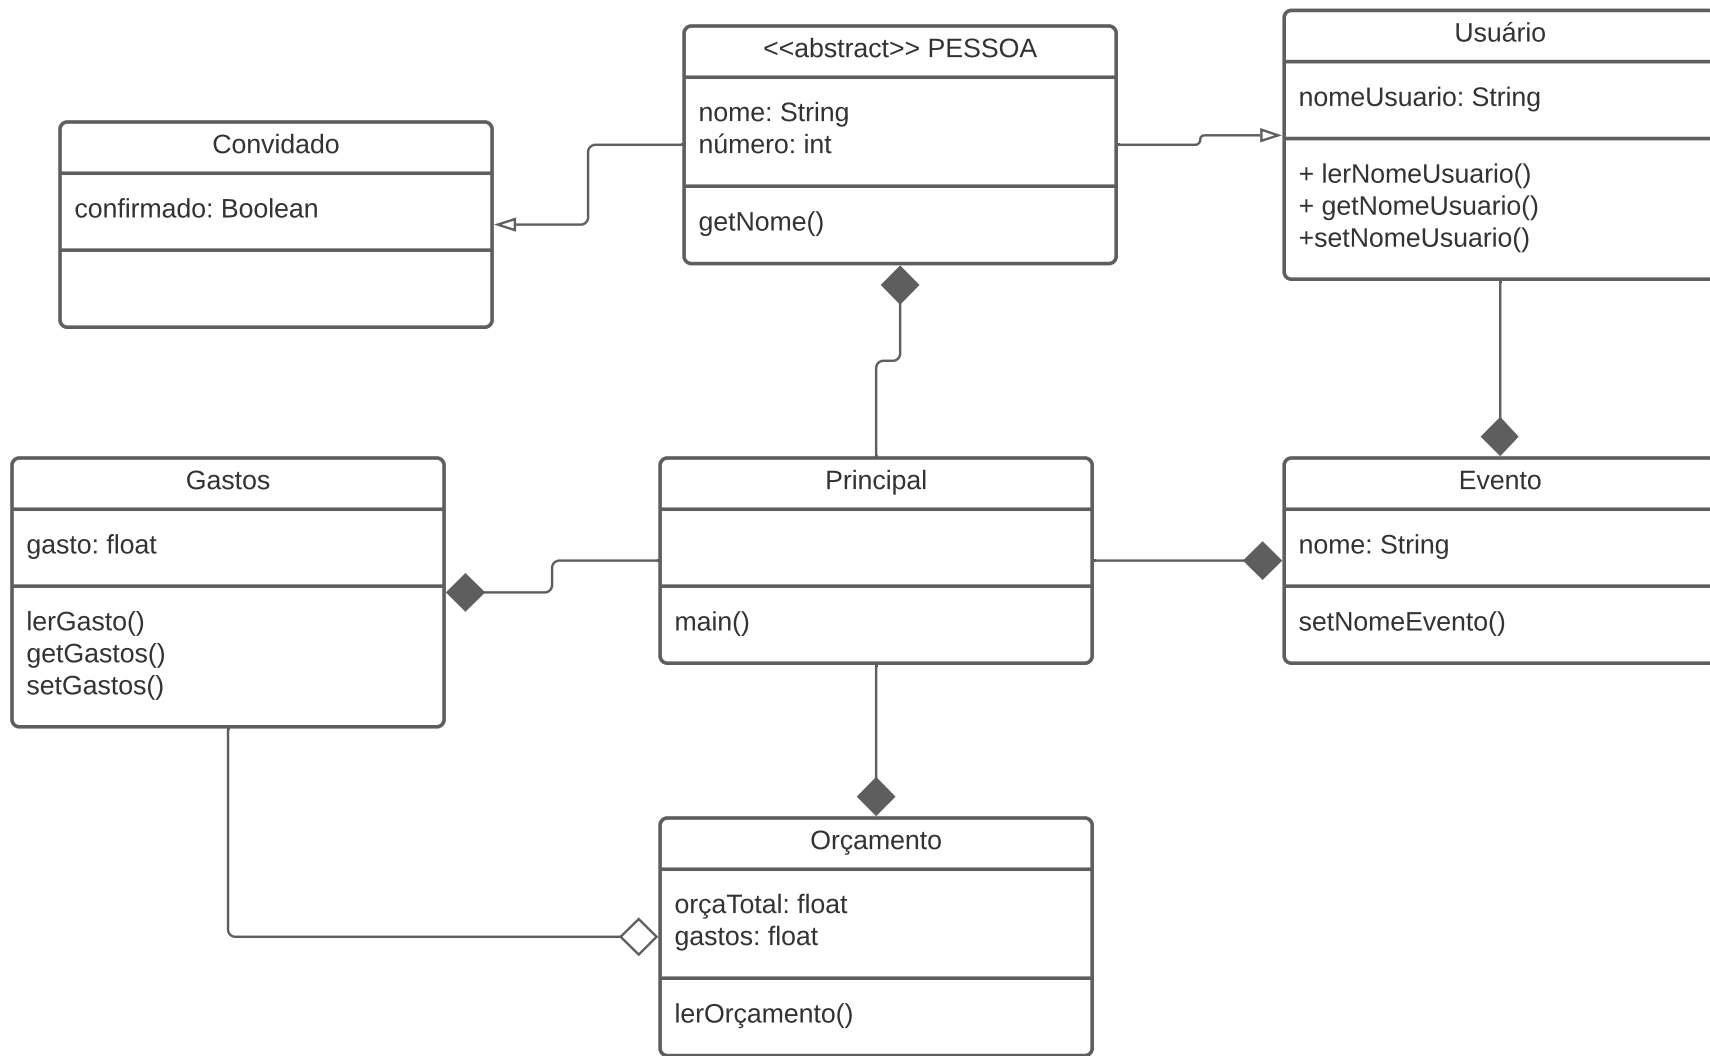 <<abstract>> PESSOA
nome: String
número: int
getNome()
Usuário
nomeUsuario: String
+ lerNomeUsuario()
+ getNomeUsuario()
+setNomeUsuario()
Convidado
confirmado: Boolean
Gastos
gasto: float
lerGasto()
getGastos()
setGastos()
Principal
main()
Evento
nome: String
setNomeEvento()
Orçamento
orçaTotal: float
gastos: float
lerOrçamento()